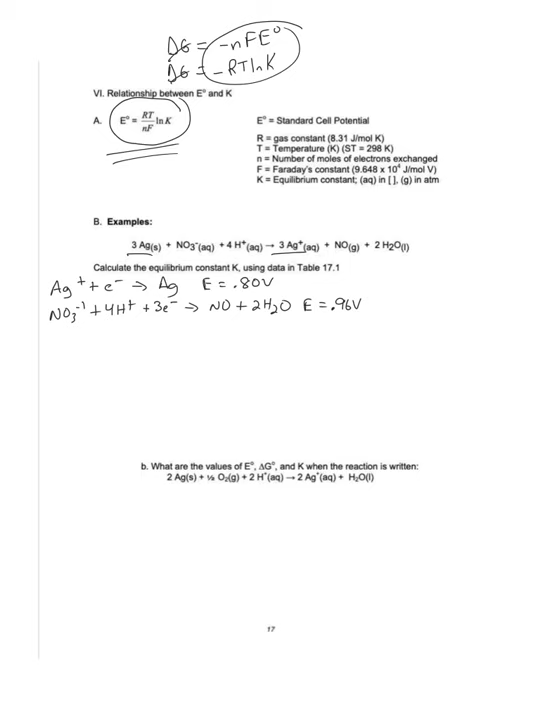 ΔG = -nFE°
ΔG = -RTlnK
VI. Relationship between E° and K
A. E° = RT/nF ln K
E° = Standard Cell Potential
R = gas constant (8.31 J/mol K)
T = Temperature (K) (ST = 298 K)
n = Number of moles of electrons exchanged
F = Faraday's constant (9.648 x 10⁴ J/mol V)
K = Equilibrium constant; (aq) in [ ], (g) in atm
B. Examples:
3 Ag(s) + NO₃⁻(aq) + 4 H⁺(aq) → 3 Ag⁺(aq) + NO(g) + 2 H₂O(l)
Calculate the equilibrium constant K, using data in Table 17.1
Ag⁺ + e⁻ → Ag E = .80V
NO₃⁻¹ + 4H⁺ + 3e⁻ → NO + 2H₂O E = .96V
b. What are the values of E°, ΔG°, and K when the reaction is written:
2 Ag(s) + ½ O₂(g) + 2 H⁺(aq) → 2 Ag⁺(aq) + H₂O(l)
17